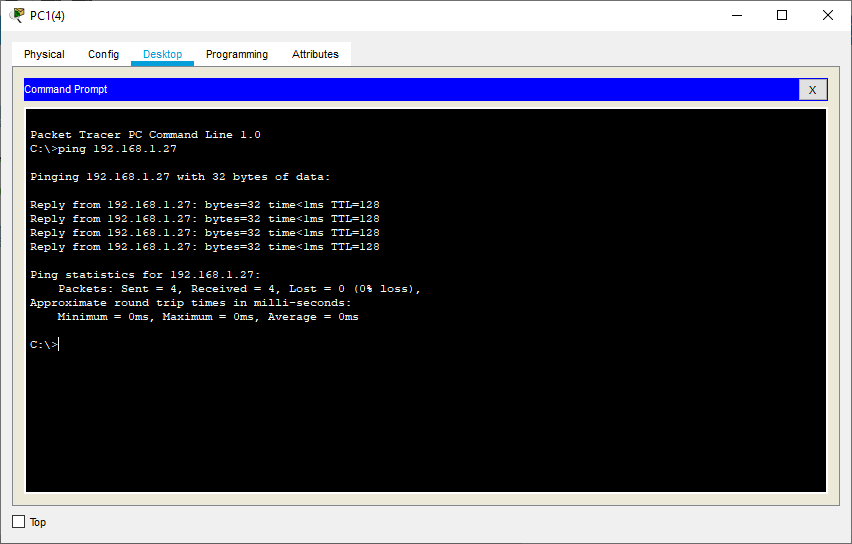 PC1(4)
Physical Config Desktop Programming Attributes
Command Prompt X
Packet Tracer PC Command Line 1.0
C:\>ping 192.168.1.27
Pinging 192.168.1.27 with 32 bytes of data:
Reply from 192.168.1.27: bytes=32 time<1ms TTL=128
Reply from 192.168.1.27: bytes=32 time<1ms TTL=128
Reply from 192.168.1.27: bytes=32 time<1ms TTL=128
Reply from 192.168.1.27: bytes=32 time<1ms TTL=128
Ping statistics for 192.168.1.27:
Packets: Sent = 4, Received = 4, Lost = 0 (0% loss),
Approximate round trip times in milli-seconds:
Minimum = 0ms, Maximum = 0ms, Average = 0ms
C:\>
Top